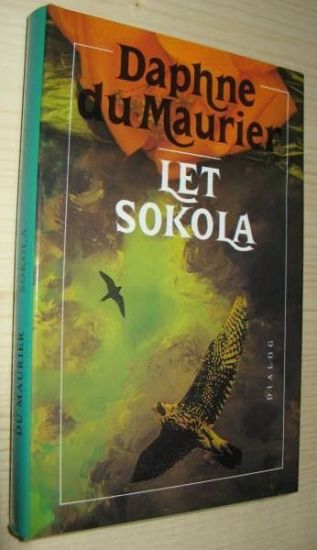 Daphne
du Maurier
LET
SOKOLA
DIALOG
DU MAURIER SOKOLA